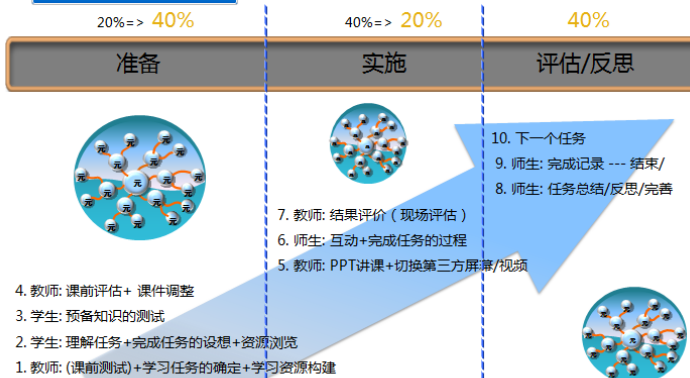 20%=> 40%
40%=> 20%
40%
准备
实施
评估/反思
10. 下一个任务
9. 师生: 完成记录 --- 结束/
8. 师生: 任务总结/反思/完善
7. 教师: 结果评价（现场评估）
6. 师生: 互动+完成任务的过程
5. 教师: PPT讲课+切换第三方屏幕/视频
4. 教师: 课前评估+ 课件调整
3. 学生: 预备知识的测试
2. 学生: 理解任务+完成任务的设想+资源浏览
1. 教师: (课前测试)+学习任务的确定+学习资源构建
元